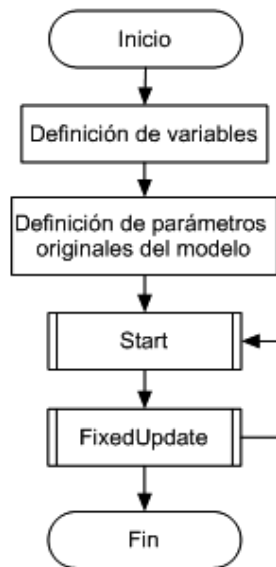 Inicio
Definición de variables
Definición de parámetros
originales del modelo
Start
FixedUpdate
Fin